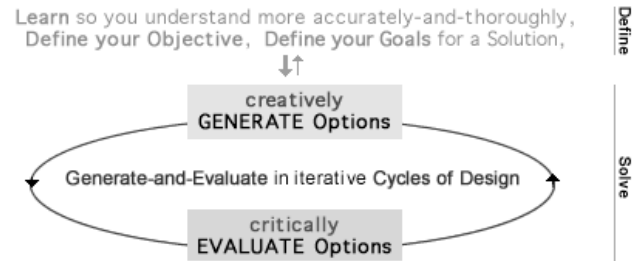 Learn so you understand more accurately-and-thoroughly,
Define your Objective, Define your Goals for a Solution,
Define
creatively
GENERATE Options
Generate-and-Evaluate in iterative Cycles of Design
Solve
critically
EVALUATE Options